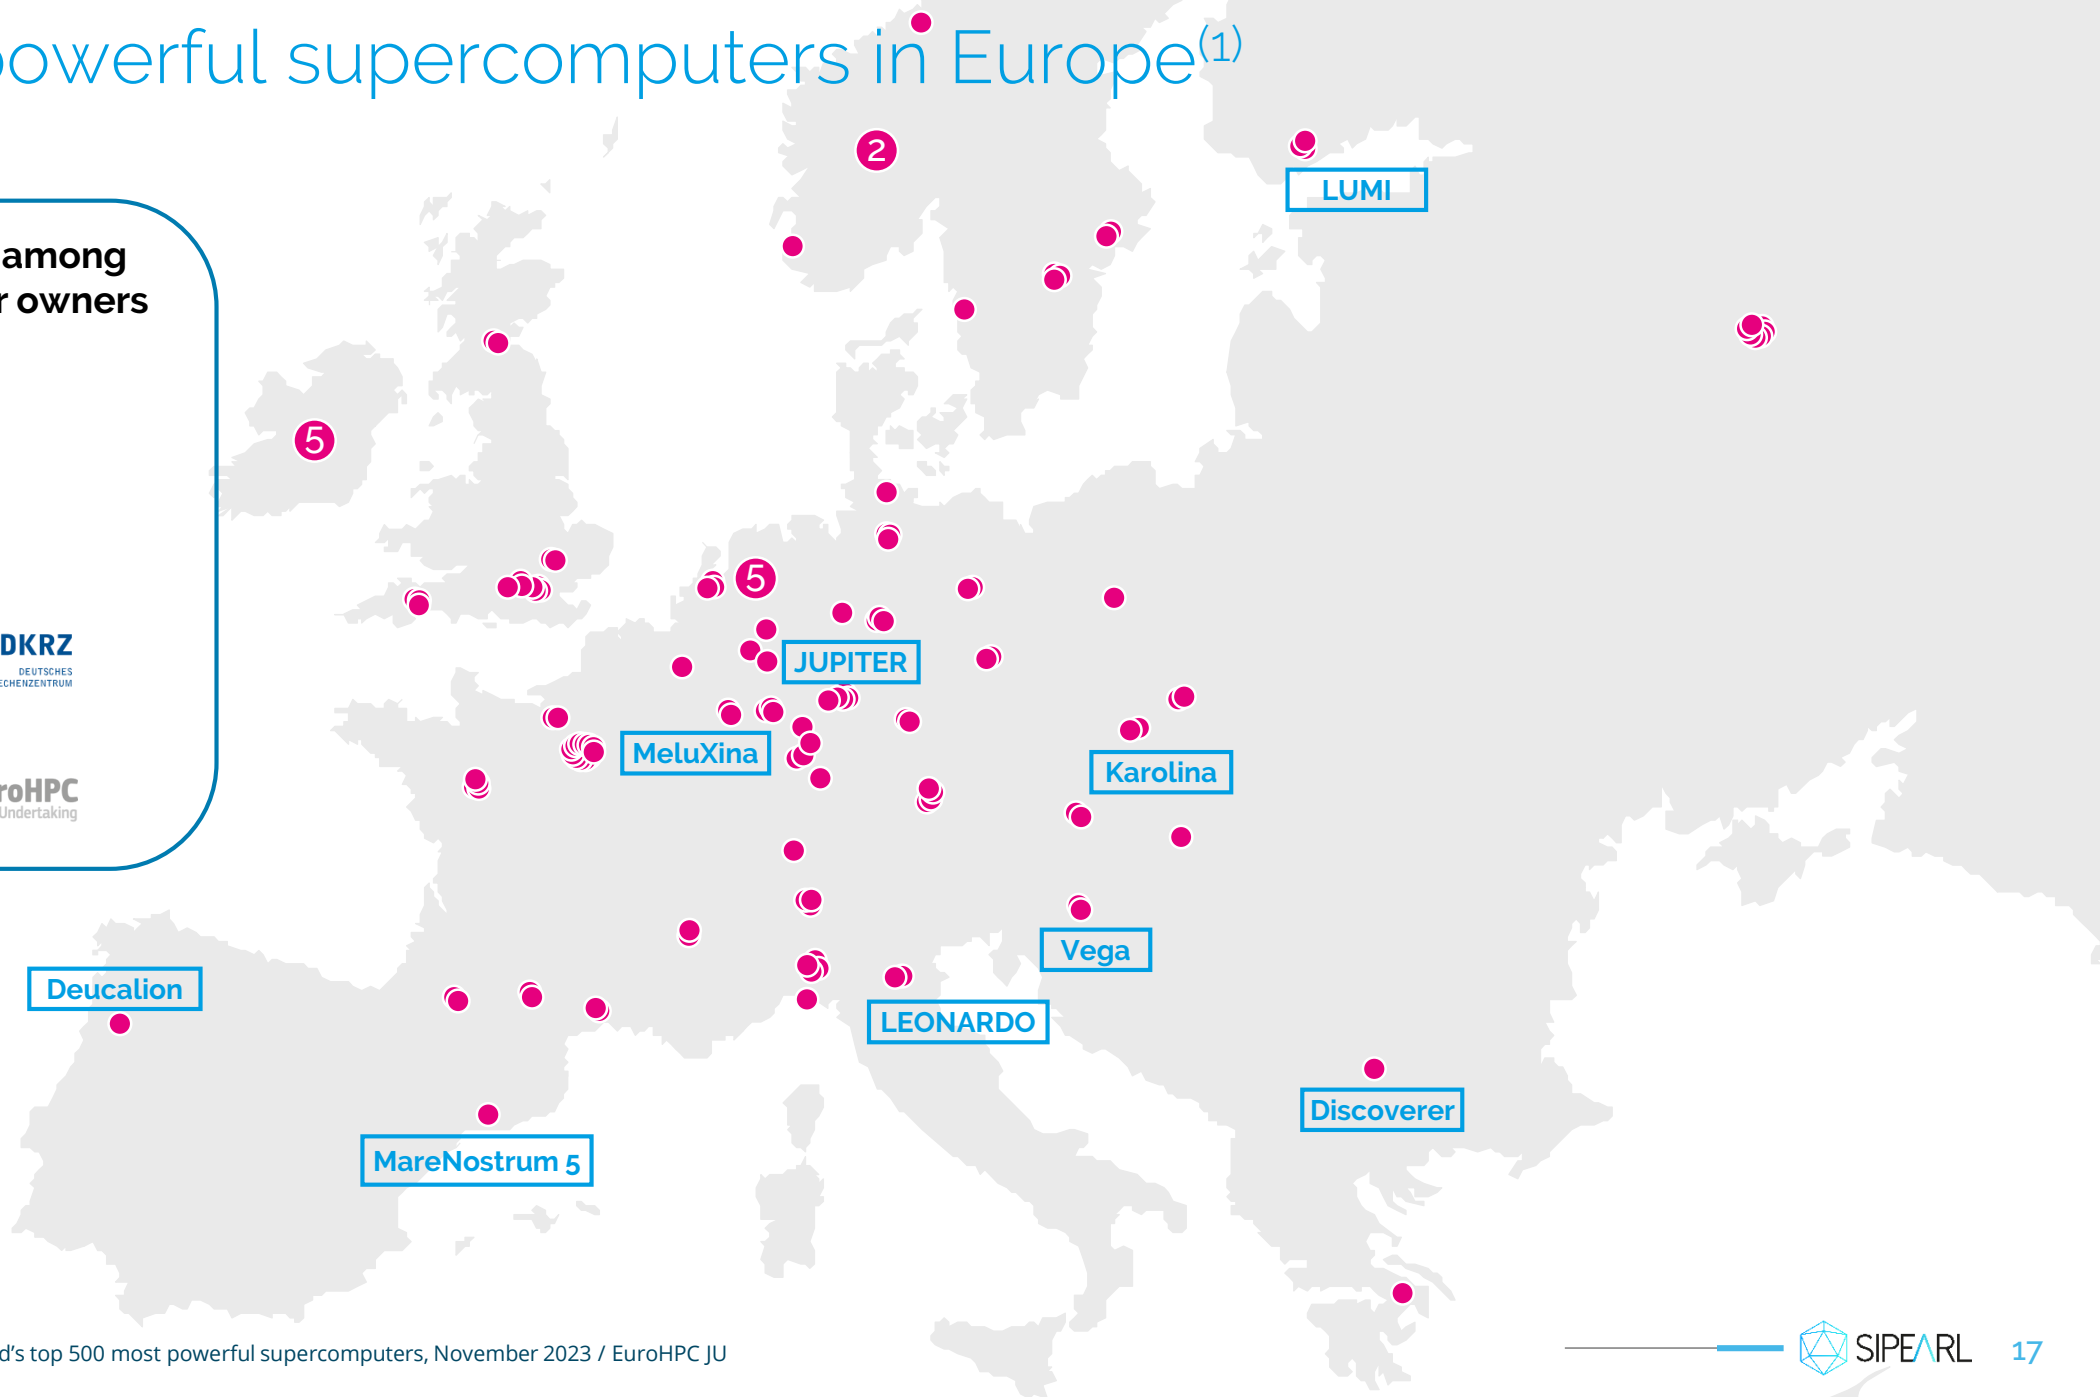 powerful supercomputers in Europe(1)
2
LUMI
among
r owners
5
5
DKRZ
DEUTSCHES
ECHENZENTRUM
JUPITER
MeluXina
Karolina
roHPC
Undertaking
Vega
Deucalion
LEONARDO
Discoverer
MareNostrum 5
d's top 500 most powerful supercomputers, November 2023 / EuroHPC JU
SIPEARL
17